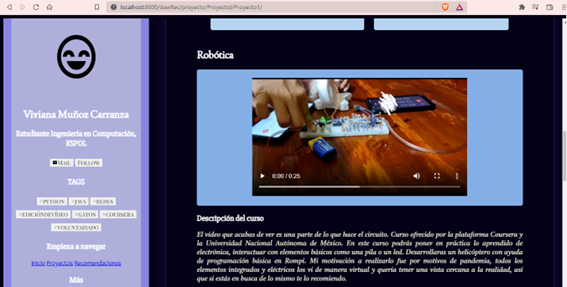 localhost:8000/dawfiec/proyecto/ProyectoI/Proyecto1/
Viviana Muñoz Carranza
Estudiante Ingeniería en Computación,
ESPOL
MAIL FOLLOW
TAGS
#PYTHON #JAVA #REDES
#EDICIÓNDEVÍDEO #GATOS #COURSERA
#VOLUNTARIADO
Empieza a navegar
Inicio Proyectos Recomendaciones
Más
Robótica
0:00 / 0:25
Descripción del curso
El vídeo que acabas de ver es una parte de lo que hace el circuito. Curso ofrecido por la plataforma Coursera y
la Universidad Nacional Autónoma de México. En este curso podrás poner en práctica lo aprendido de
electrónica, interactuar con elementos básicos como una pila o un led. Desarrollaras un helicóptero con ayuda
de programación básica en Rompi. Mi motivación a realizarlo fue por motivos de pandemia, todos los
elementos integrados y eléctricos los vi de manera virtual y quería tener una vista cercana a la realidad, así
que si estás en busca de lo mismo te lo recomiendo.